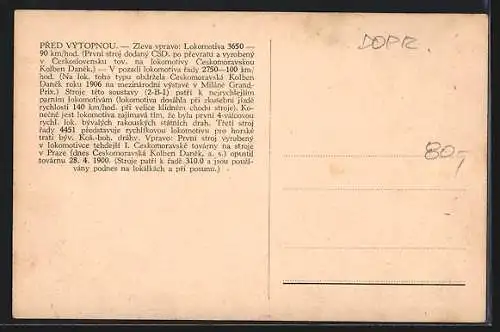 PŘED VÝTOPNOU. — Zleva vpravo: Lokomotiva 3650 —
90 km/hod. (První stroj dodaný ČSD. po převratu a vyrobený
v Československu tov. na lokomotivy Českomoravskou
Kolben Daněk.) — V pozadí lokomotiva řady 2750—100 km/
hod. (Na lok. toho typu obdržela Českomoravská Kolben
Daněk roku 1906 na mezinárodní výstavě v Miláně Grand-
Prix.) Stroje této soustavy (2-B-1) patří k nejrychlejším
parním lokomotivám (lokomotiva dosáhla při zkušební jízdě
rychlosti 140 km/hod. při velice klidném chodu stroje). Ko-
nečně jest lokomotiva zajímavá tím, že byla první 4-válcovou
rychl. lok. bývalých rakouských státních drah. Třetí stroj
řady 4451 představuje rychlíkovou lokomotivu pro horské
trati býv. Koš.-boh. dráhy. Vpravo: První stroj vyrobený
v lokomotivce tehdejší I. Českomoravské továrny na stroje
v Praze (dnes Českomoravská Kolben Daněk, a. s.) opustil
továrnu 28. 4. 1900. (Stroje patří k řadě 310.0 a jsou použí-
vány podnes na lokálkách a při posunu.)
DOPR.
80,-